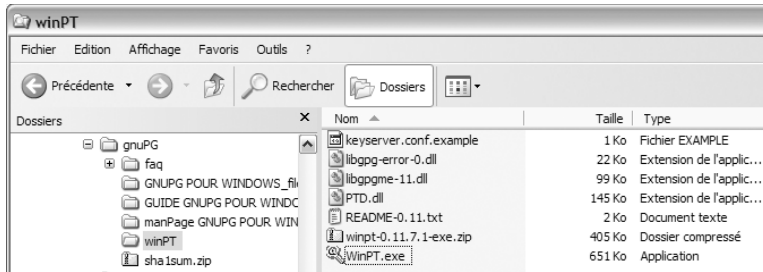 winPT
Fichier Edition Affichage Favoris Outils ?
Précédente Rechercher Dossiers
Dossiers
gnuPG
faq
GNUPG POUR WINDOWS_file
GUIDE GNUPG POUR WINDC
manPage GNUPG POUR WIN
winPT
sha1sum.zip
Nom Taille Type
keyserver.conf.example 1 Ko Fichier EXAMPLE
libgpg-error-0.dll 22 Ko Extension de l'applic...
libgpgme-11.dll 99 Ko Extension de l'applic...
PTD.dll 145 Ko Extension de l'applic...
README-0.11.txt 2 Ko Document texte
winpt-0.11.7.1-exe.zip 405 Ko Dossier compressé
WinPT.exe 651 Ko Application